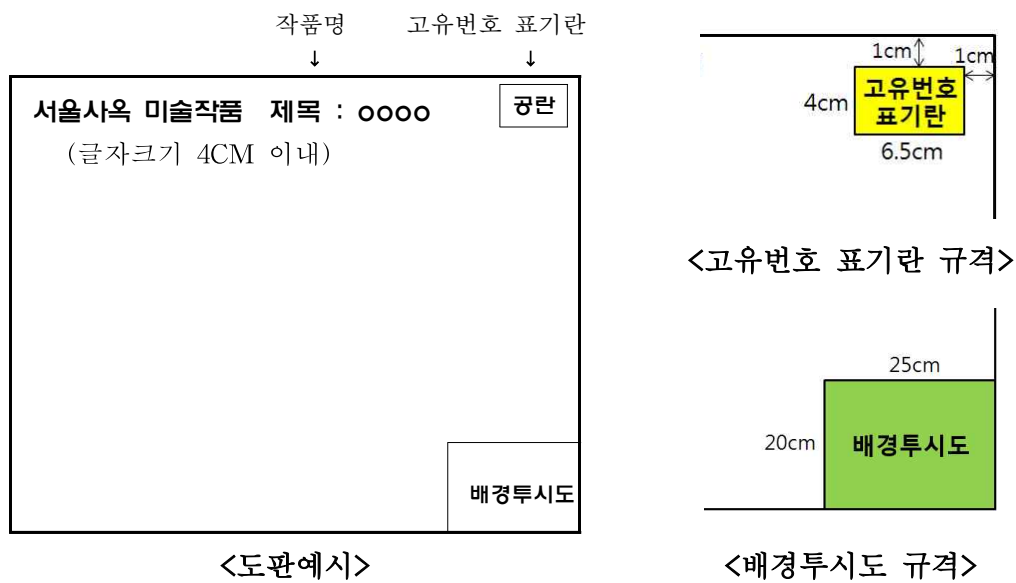 작품명 고유번호 표기란
↓ ↓
서울사옥 미술작품 제목 : oooo
공란
(글자크기 4CM 이내)
배경투시도
<도판예시>
1cm
1cm
4cm
고유번호
표기란
6.5cm
<고유번호 표기란 규격>
25cm
20cm
배경투시도
<배경투시도 규격>